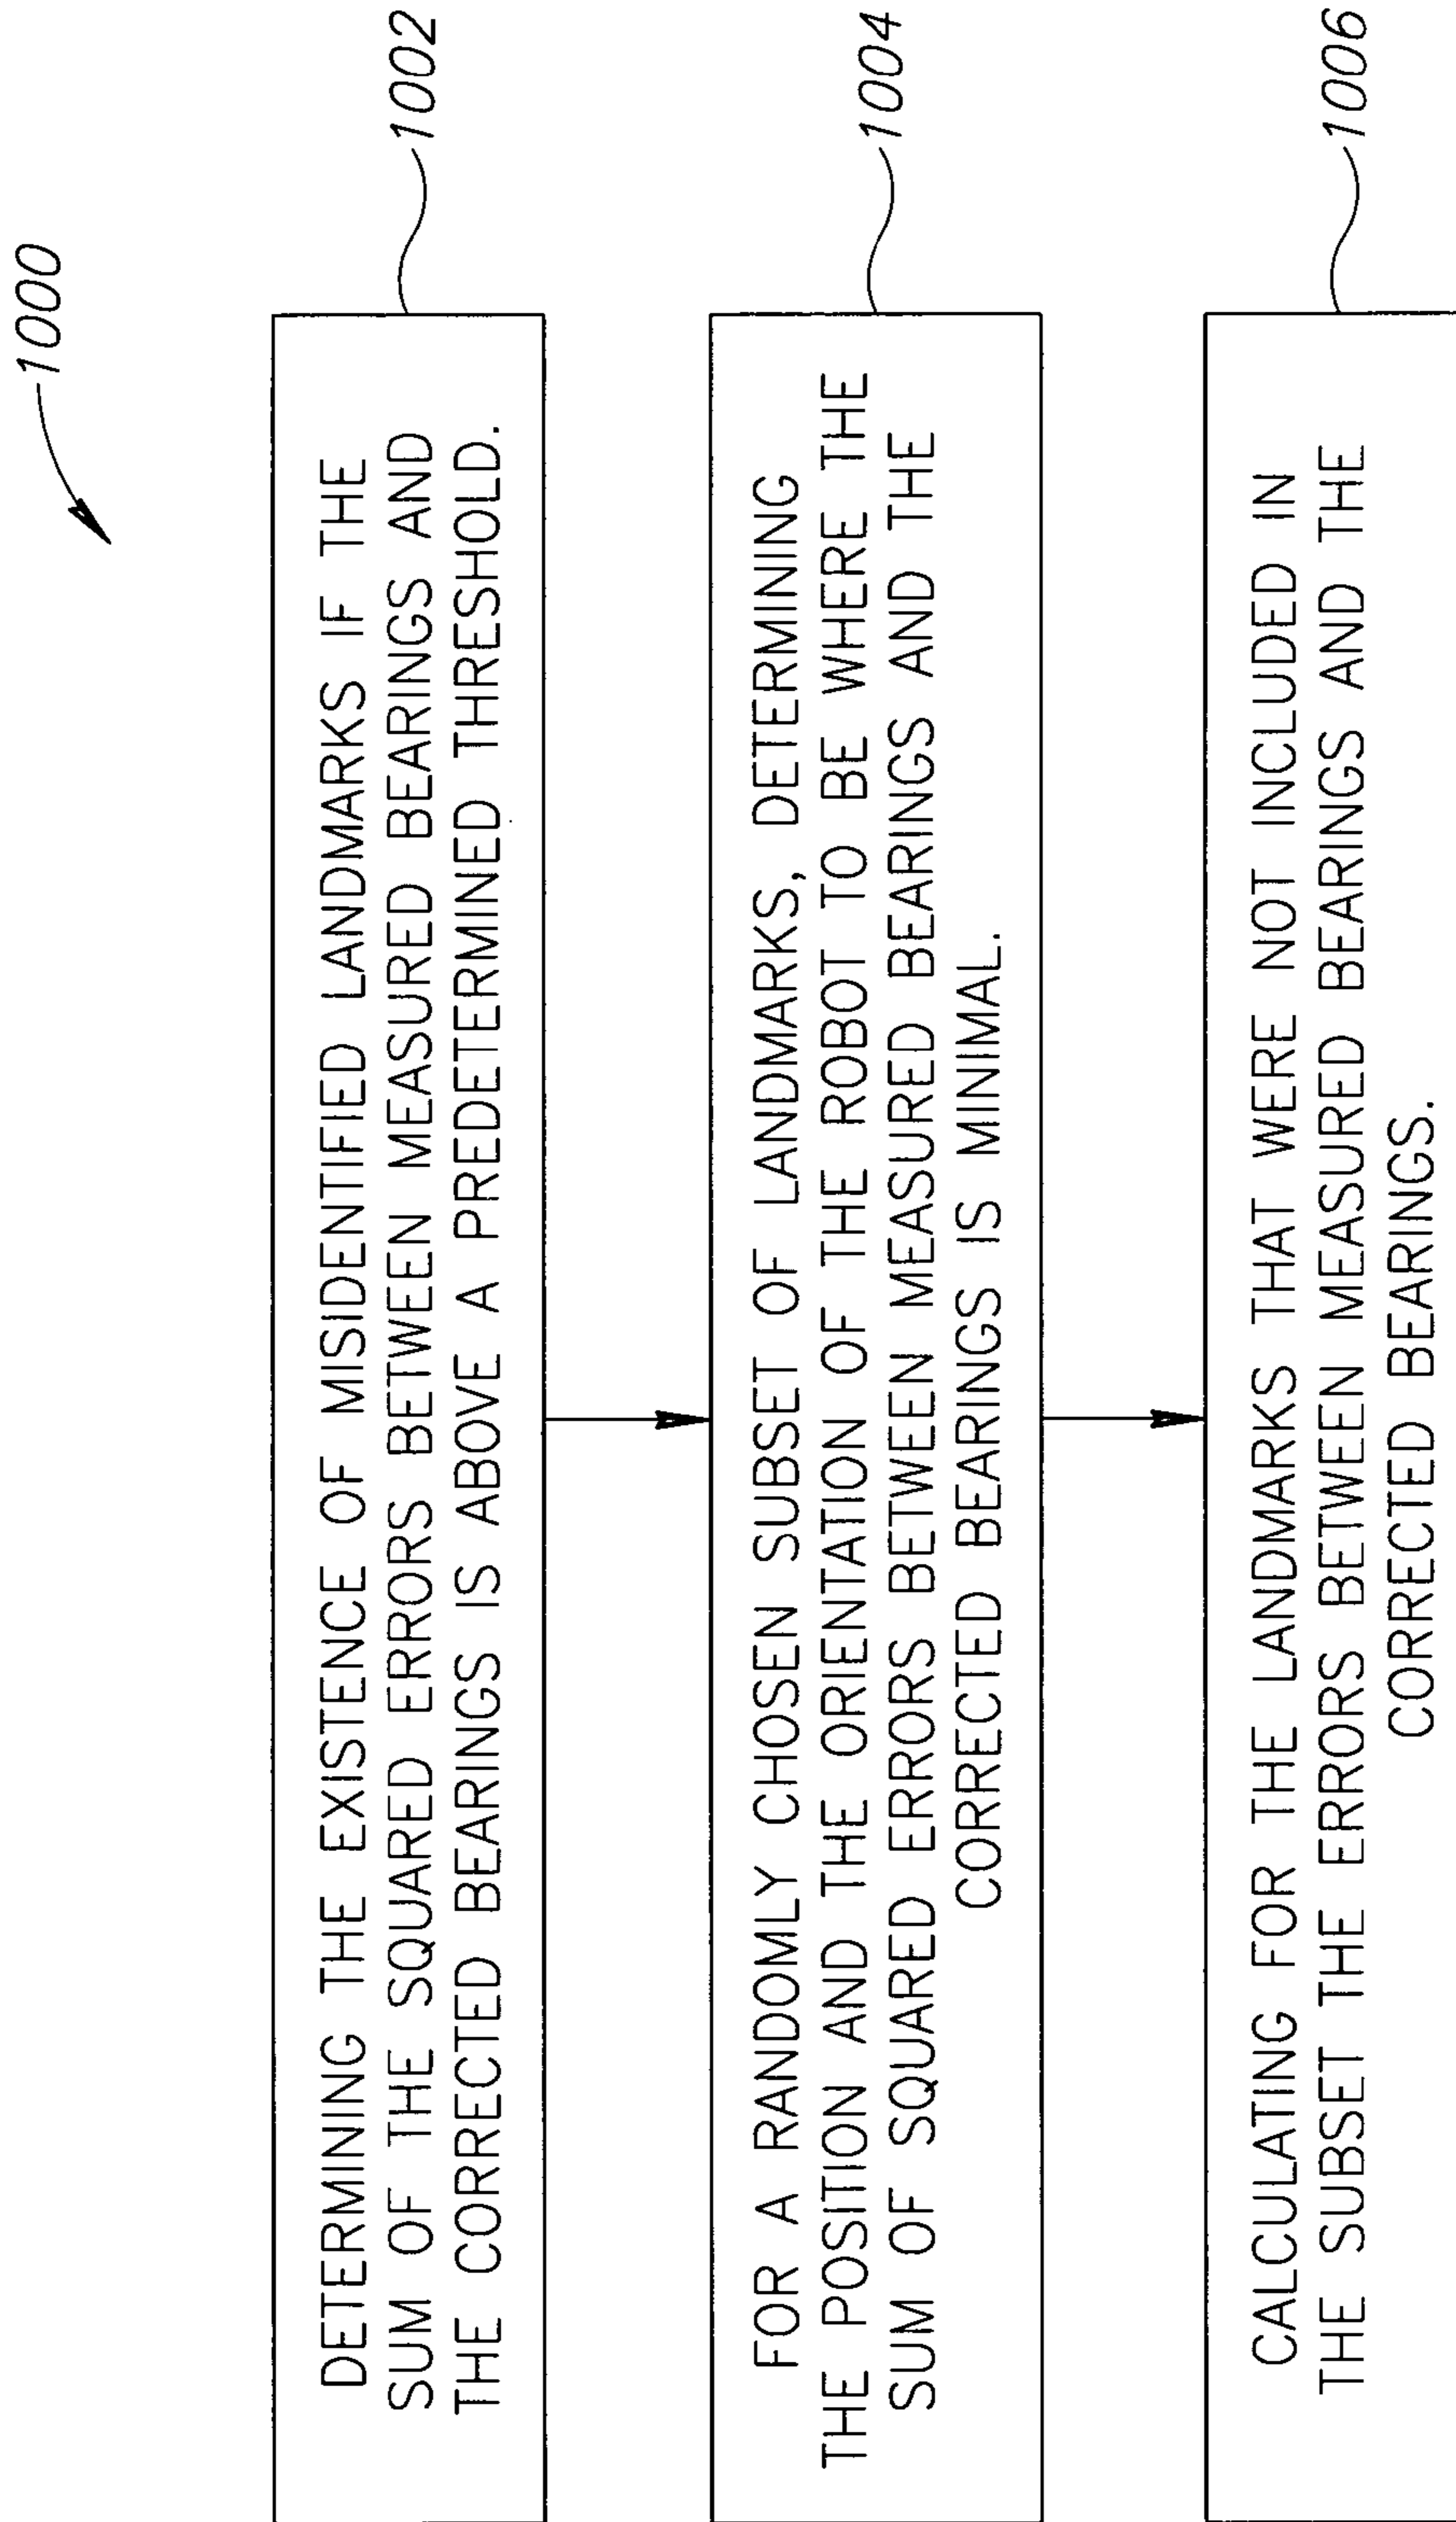 1000
DETERMINING THE EXISTENCE OF MISIDENTIFIED LANDMARKS IF THE
SUM OF THE SQUARED ERRORS BETWEEN MEASURED BEARINGS AND
THE CORRECTED BEARINGS IS ABOVE A PREDETERMINED THRESHOLD.
1002
FOR A RANDOMLY CHOSEN SUBSET OF LANDMARKS, DETERMINING
THE POSITION AND THE ORIENTATION OF THE ROBOT TO BE WHERE THE
SUM OF SQUARED ERRORS BETWEEN MEASURED BEARINGS AND THE
CORRECTED BEARINGS IS MINIMAL.
1004
CALCULATING FOR THE LANDMARKS THAT WERE NOT INCLUDED IN
THE SUBSET THE ERRORS BETWEEN MEASURED BEARINGS AND THE
CORRECTED BEARINGS.
1006